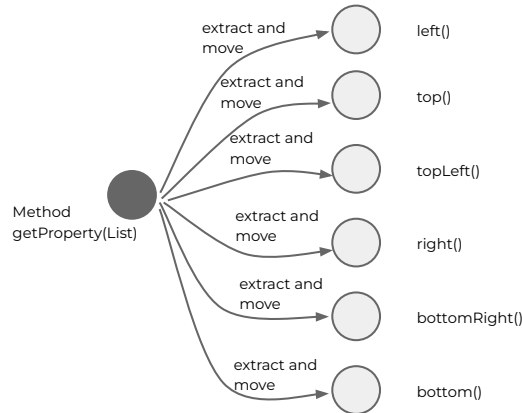 extract and
move
left()
extract and
move
top()
extract and
move
topLeft()
Method
getProperty(List)
extract and
move
right()
extract and
move
bottomRight()
extract and
move
bottom()